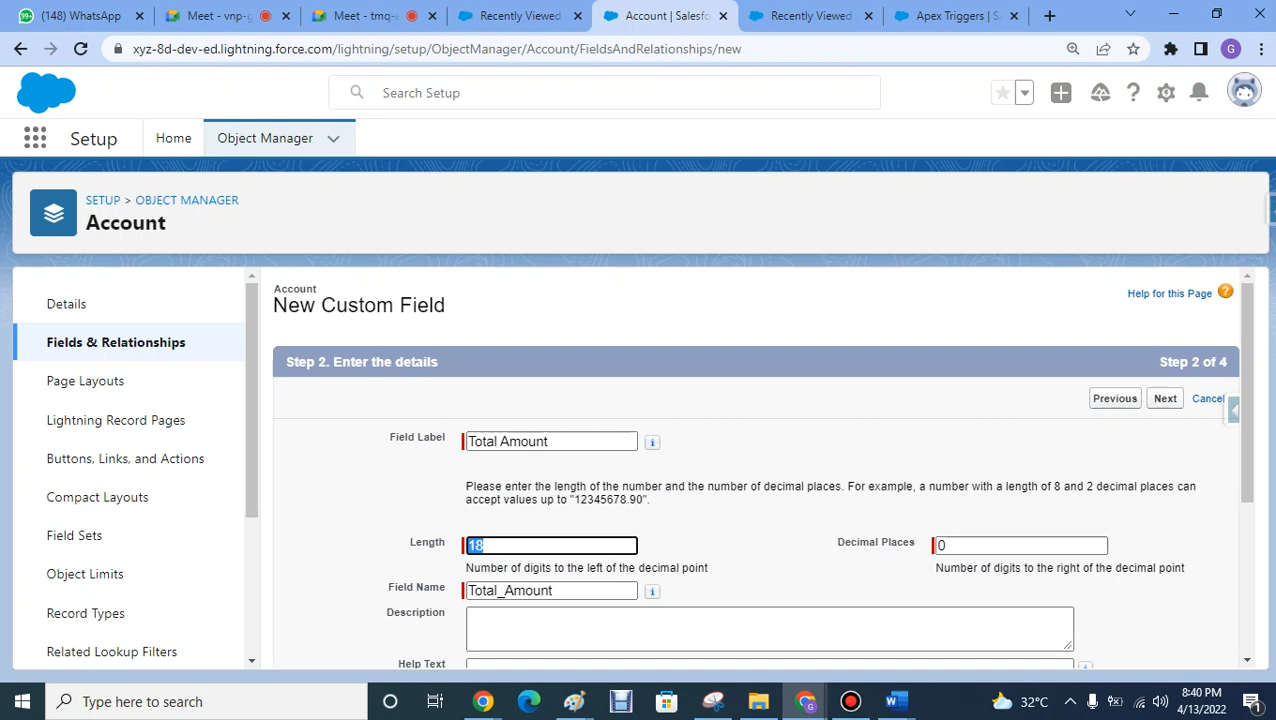 (148) WhatsApp
Meet - vnp-g
Meet - tmq-e
Recently Viewed
Account | Salesfo
Recently Viewed
Apex Triggers | S
xyz-8d-dev-ed.lightning.force.com/lightning/setup/ObjectManager/Account/FieldsAndRelationships/new
G
Search Setup
Setup
Home
Object Manager
SETUP > OBJECT MANAGER
Account
Details
Fields & Relationships
Page Layouts
Lightning Record Pages
Buttons, Links, and Actions
Compact Layouts
Field Sets
Object Limits
Record Types
Related Lookup Filters
Account
New Custom Field
Help for this Page
Step 2. Enter the details
Step 2 of 4
Previous
Next
Cancel
Field Label
Total Amount
Please enter the length of the number and the number of decimal places. For example, a number with a length of 8 and 2 decimal places can
accept values up to "12345678.90".
Length
18
Decimal Places
0
Number of digits to the left of the decimal point
Number of digits to the right of the decimal point
Field Name
Total_Amount
Description
Help Text
Type here to search
32°C
8:40 PM
4/13/2022